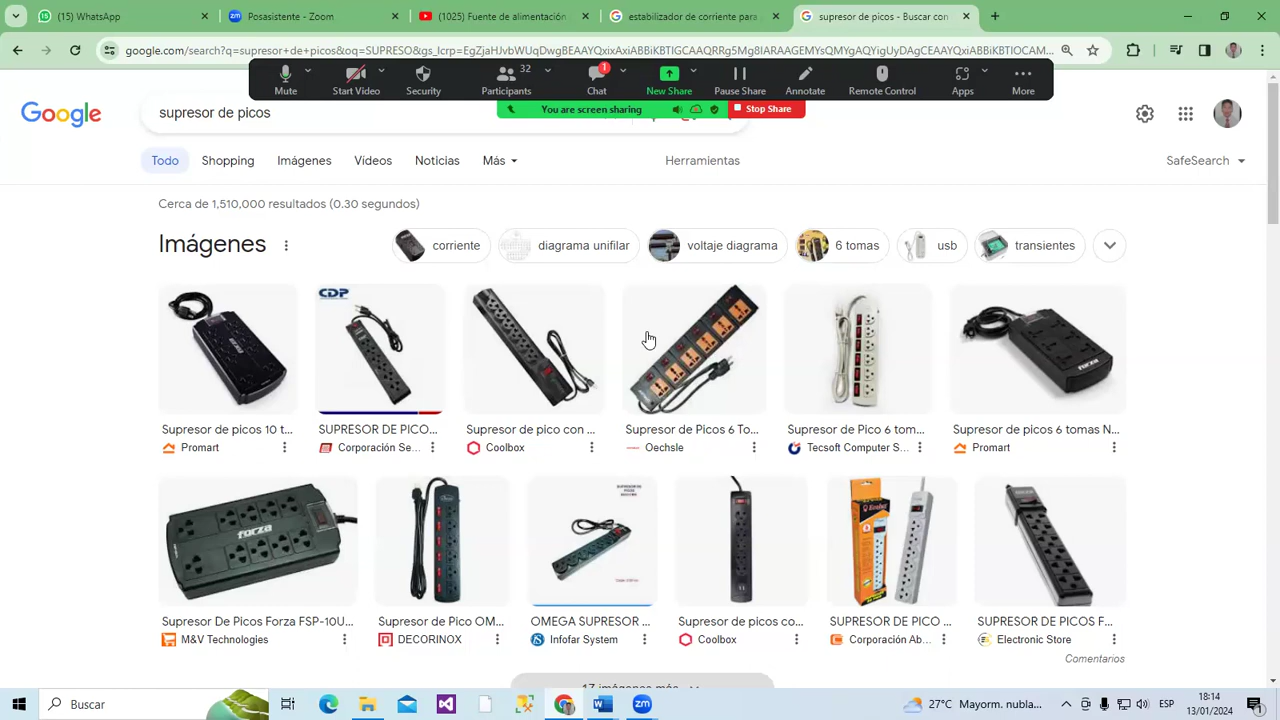 (15) WhatsApp
Posasistente - Zoom
(1025) Fuente de alimentación
estabilizador de corriente para
supresor de picos - Buscar con
google.com/search?q=supresor+de+picos&oq=SUPRESO&gs_lcrp=EgZjaHJvbWUqDwgBEAAYQxixAxiABBiKBTIGCAAQRRg5Mg8IARAAGEMYsQMYgAQYigUyDAgCEAAYQxiABBiKBTIOCAM...
Mute
Start Video
Security
32
Participants
1
Chat
New Share
Pause Share
Annotate
Remote Control
Apps
More
You are screen sharing
Stop Share
Google
supresor de picos
Todo
Shopping
Imágenes
Videos
Noticias
Más
Herramientas
SafeSearch
Cerca de 1,510,000 resultados (0.30 segundos)
Imágenes
corriente
diagrama unifilar
voltaje diagrama
6 tomas
usb
transientes
CDP
Supresor de picos 10 t...
SUPRESOR DE PICO...
Supresor de pico con ...
Supresor de Picos 6 To...
Supresor de Pico 6 tom...
Supresor de picos 6 tomas N...
Promart
Corporación Se...
Coolbox
Oechsle
Tecsoft Computer S...
Promart
forza
Supresor De Picos Forza FSP-10U...
Supresor de Pico OM...
OMEGA SUPRESOR ...
Supresor de picos co...
SUPRESOR DE PICO ...
SUPRESOR DE PICOS F...
M&V Technologies
DECORINOX
Infofar System
Coolbox
Corporación Ab...
Electronic Store
Comentarios
17 imágenes más
Buscar
27°C Mayorm. nubla...
ESP
18:14
13/01/2024
1